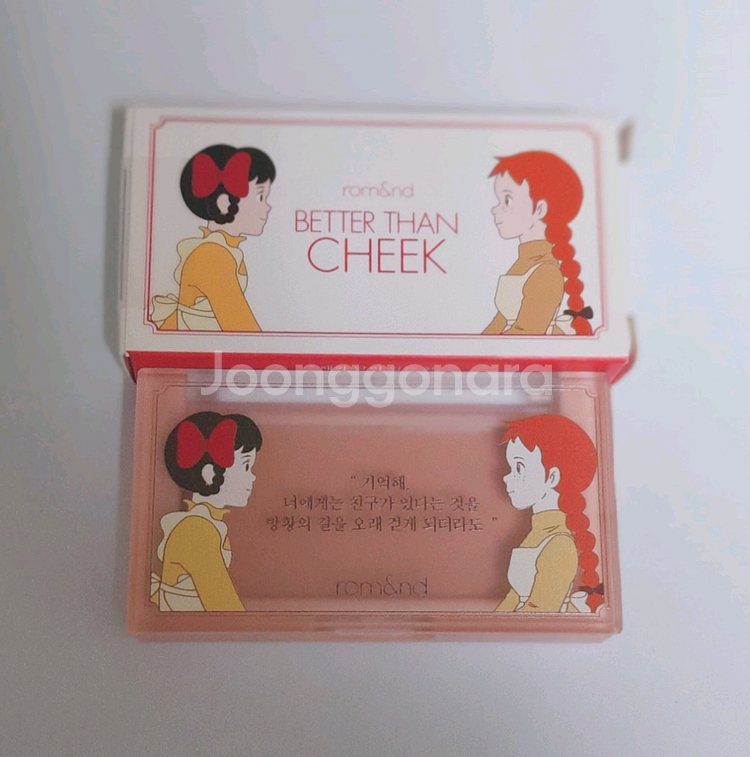 rom&nd
BETTER THAN
CHEEK
Joonggonara
" 기억해.
너에게는 친구가 있다는 것을
방황의 길을 오래 걷게 되더라도 "
rom&nd